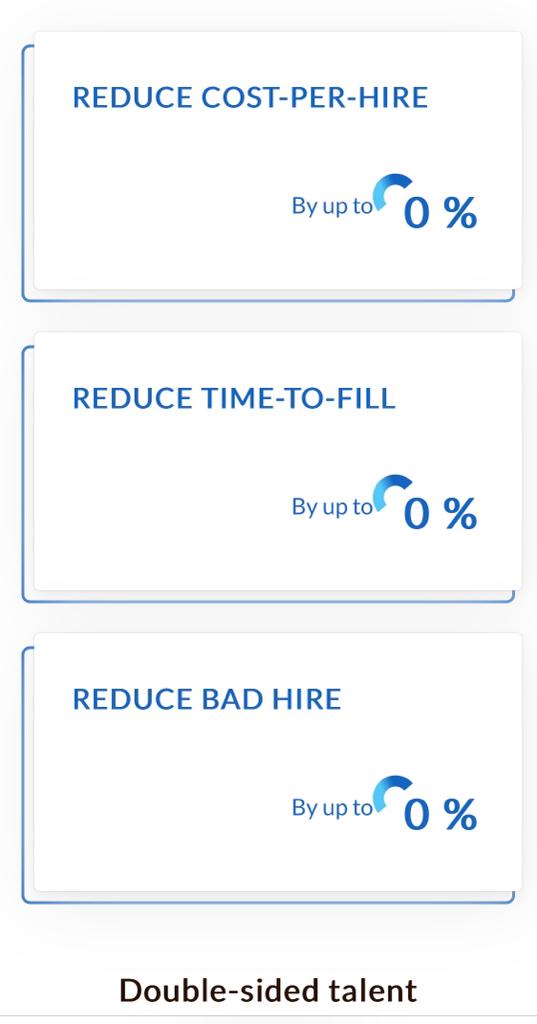 REDUCE COST-PER-HIRE
By up to 0 %
REDUCE TIME-TO-FILL
By up to 0 %
REDUCE BAD HIRE
By up to 0 %
Double-sided talent